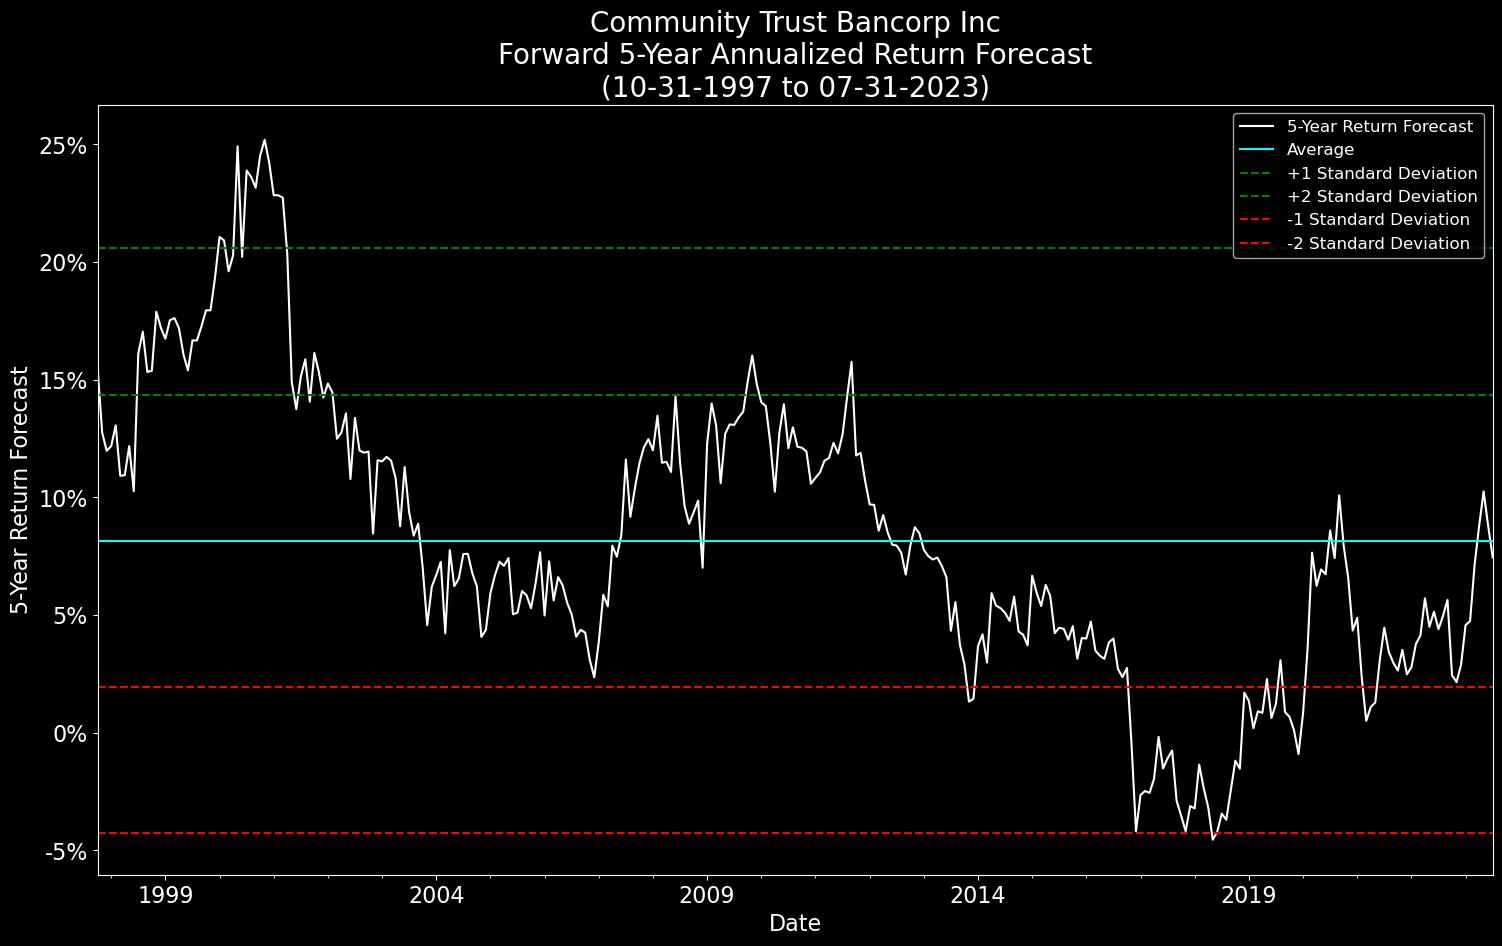 Community Trust Bancorp Inc
Forward 5-Year Annualized Return Forecast
(10-31-1997 to 07-31-2023)
5-Year Return Forecast
Average
+1 Standard Deviation
+2 Standard Deviation
-1 Standard Deviation
-2 Standard Deviation
25%
20%
15%
10%
5%
0%
-5%
5-Year Return Forecast
1999
2004
2009
2014
2019
Date